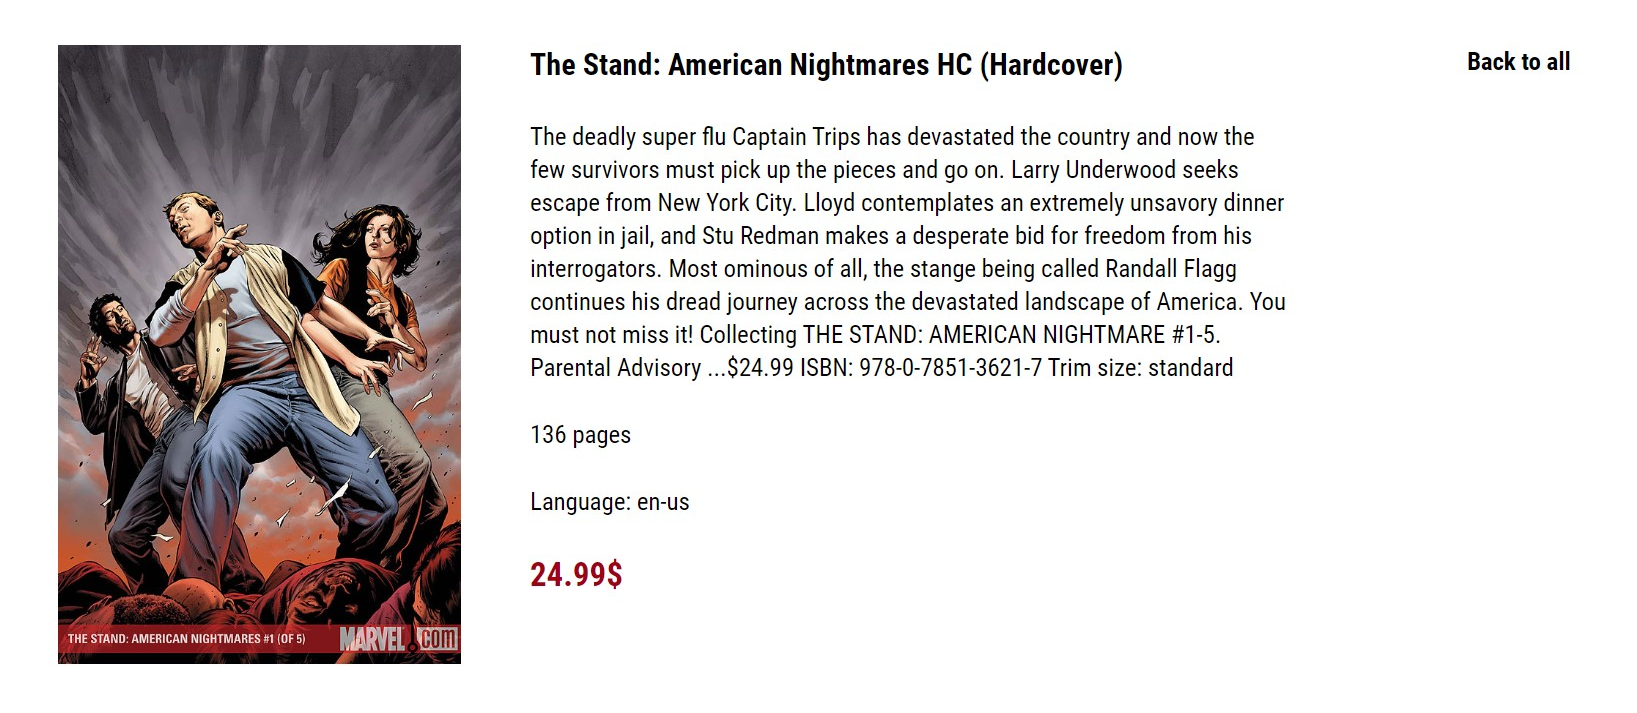 The Stand: American Nightmares HC (Hardcover)
Back to all
The deadly super flu Captain Trips has devastated the country and now the
few survivors must pick up the pieces and go on. Larry Underwood seeks
escape from New York City. Lloyd contemplates an extremely unsavory dinner
option in jail, and Stu Redman makes a desperate bid for freedom from his
interrogators. Most ominous of all, the stange being called Randall Flagg
continues his dread journey across the devastated landscape of America. You
must not miss it! Collecting THE STAND: AMERICAN NIGHTMARE #1-5.
Parental Advisory ...$24.99 ISBN: 978-0-7851-3621-7 Trim size: standard
136 pages
Language: en-us
24.99$
THE STAND: AMERICAN NIGHTMARES #1 (OF 5)
MARVEL.com